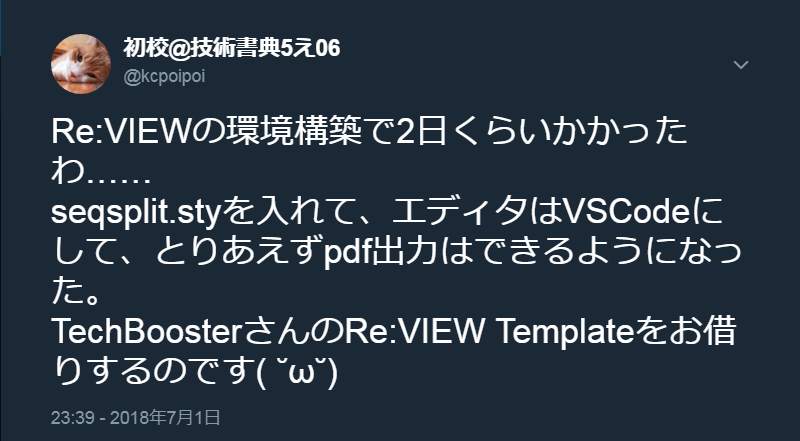 初校@技術書典5え06
@kcpoipoi
Re:VIEWの環境構築で2日くらいかかった
わ……
seqsplit.styを入れて、エディタはVSCodeに
して、とりあえずpdf出力はできるようになっ
た。
TechBoosterさんのRe:VIEW Templateをお借
りするのです( ˘ω˘)
23:39 - 2018年7月1日